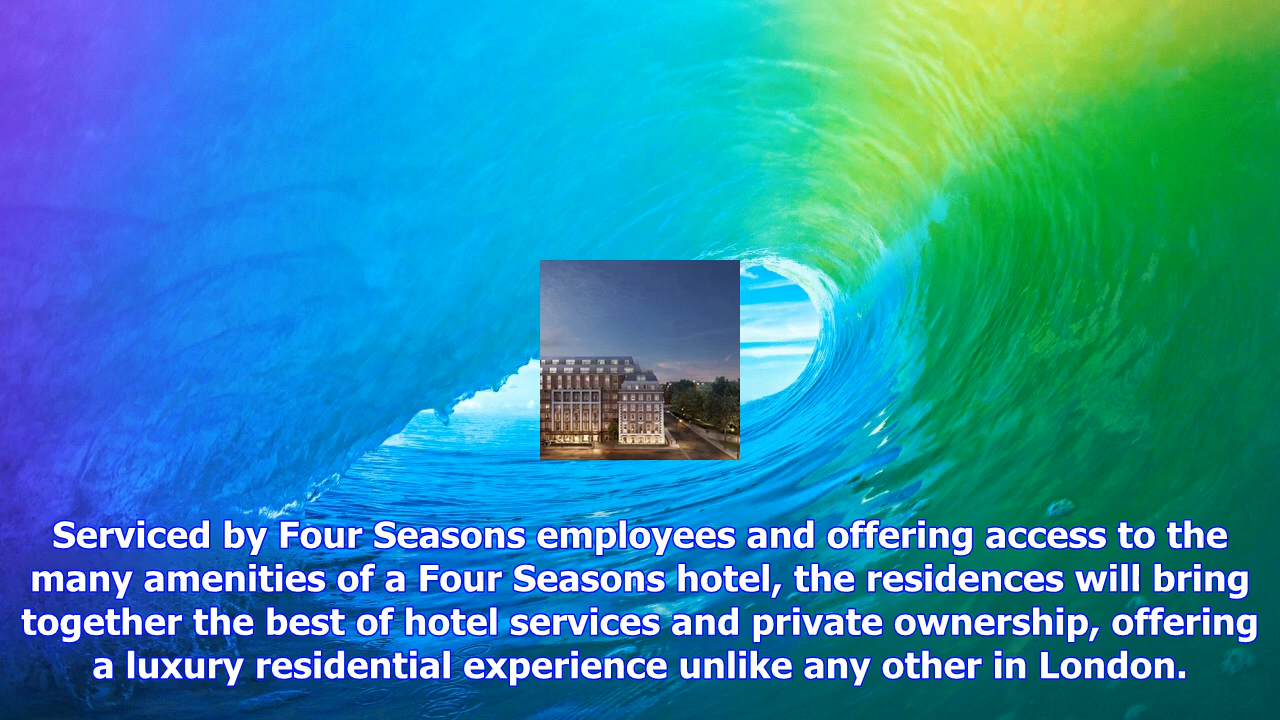 Serviced by Four Seasons employees and offering access to the
many amenities of a Four Seasons hotel, the residences will bring
together the best of hotel services and private ownership, offering
a luxury residential experience unlike any other in London.